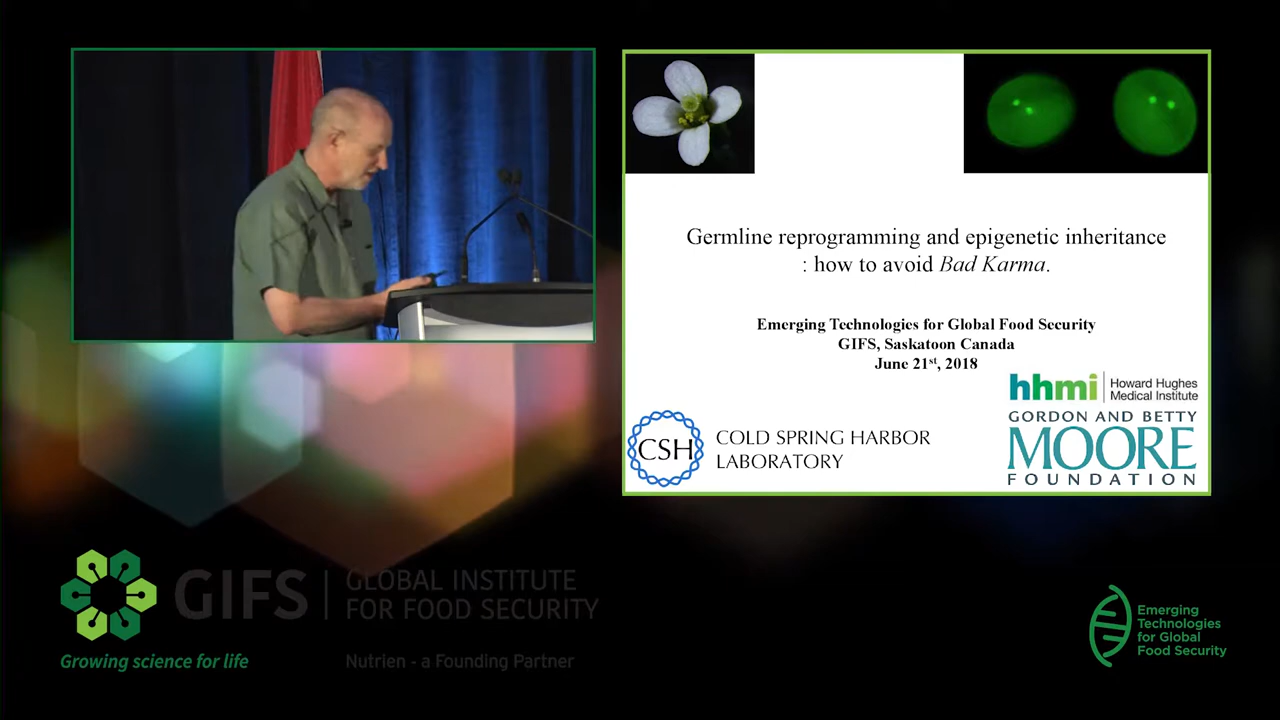 Germline reprogramming and epigenetic inheritance
: how to avoid Bad Karma.
Emerging Technologies for Global Food Security
GIFS, Saskatoon Canada
June 21st, 2018
hhmi
Howard Hughes
Medical Institute
GORDON AND BETTY
MOORE
FOUNDATION
CSH
COLD SPRING HARBOR
LABORATORY
GIFS
GLOBAL INSTITUTE
FOR FOOD SECURITY
Growing science for life
Nutrien - a Founding Partner
Emerging
Technologies
for Global
Food Security